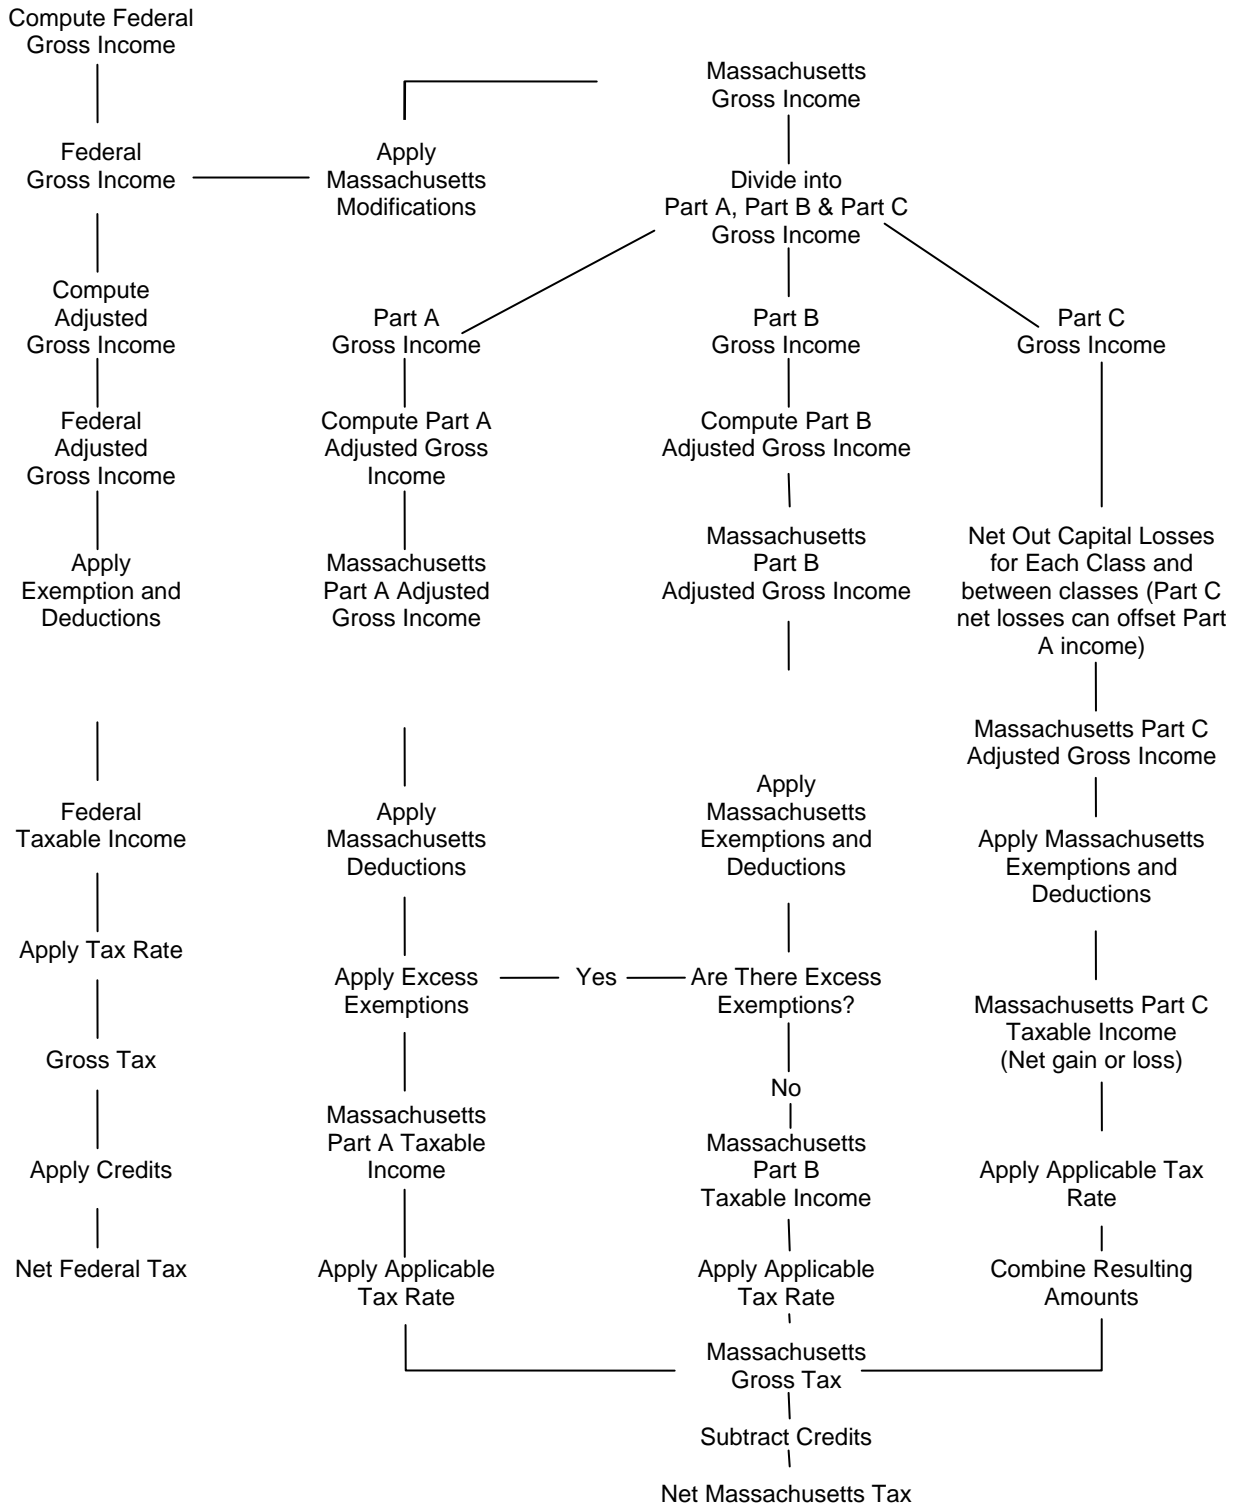 Compute Federal
Gross Income
Massachusetts
Gross Income
Federal
Gross Income
Apply
Massachusetts
Modifications
Divide into
Part A, Part B & Part C
Gross Income
Compute
Adjusted
Gross Income
Part A
Gross Income
Part B
Gross Income
Part C
Gross Income
Federal
Adjusted
Gross Income
Compute Part A
Adjusted Gross
Income
Compute Part B
Adjusted Gross Income
Apply
Exemption and
Deductions
Massachusetts
Part A Adjusted
Gross Income
Massachusetts
Part B
Adjusted Gross Income
Net Out Capital Losses
for Each Class and
between classes (Part C
net losses can offset Part
A income)
Massachusetts Part C
Adjusted Gross Income
Federal
Taxable Income
Apply
Massachusetts
Deductions
Apply
Massachusetts
Exemptions and
Deductions
Apply Massachusetts
Exemptions and
Deductions
Apply Tax Rate
Apply Excess
Exemptions
Yes
Are There Excess
Exemptions?
Massachusetts Part C
Taxable Income
(Net gain or loss)
Gross Tax
No
Massachusetts
Part A Taxable
Income
Massachusetts
Part B
Taxable Income
Apply Credits
Apply Applicable Tax
Rate
Net Federal Tax
Apply Applicable
Tax Rate
Apply Applicable
Tax Rate
Combine Resulting
Amounts
Massachusetts
Gross Tax
Subtract Credits
Net Massachusetts Tax